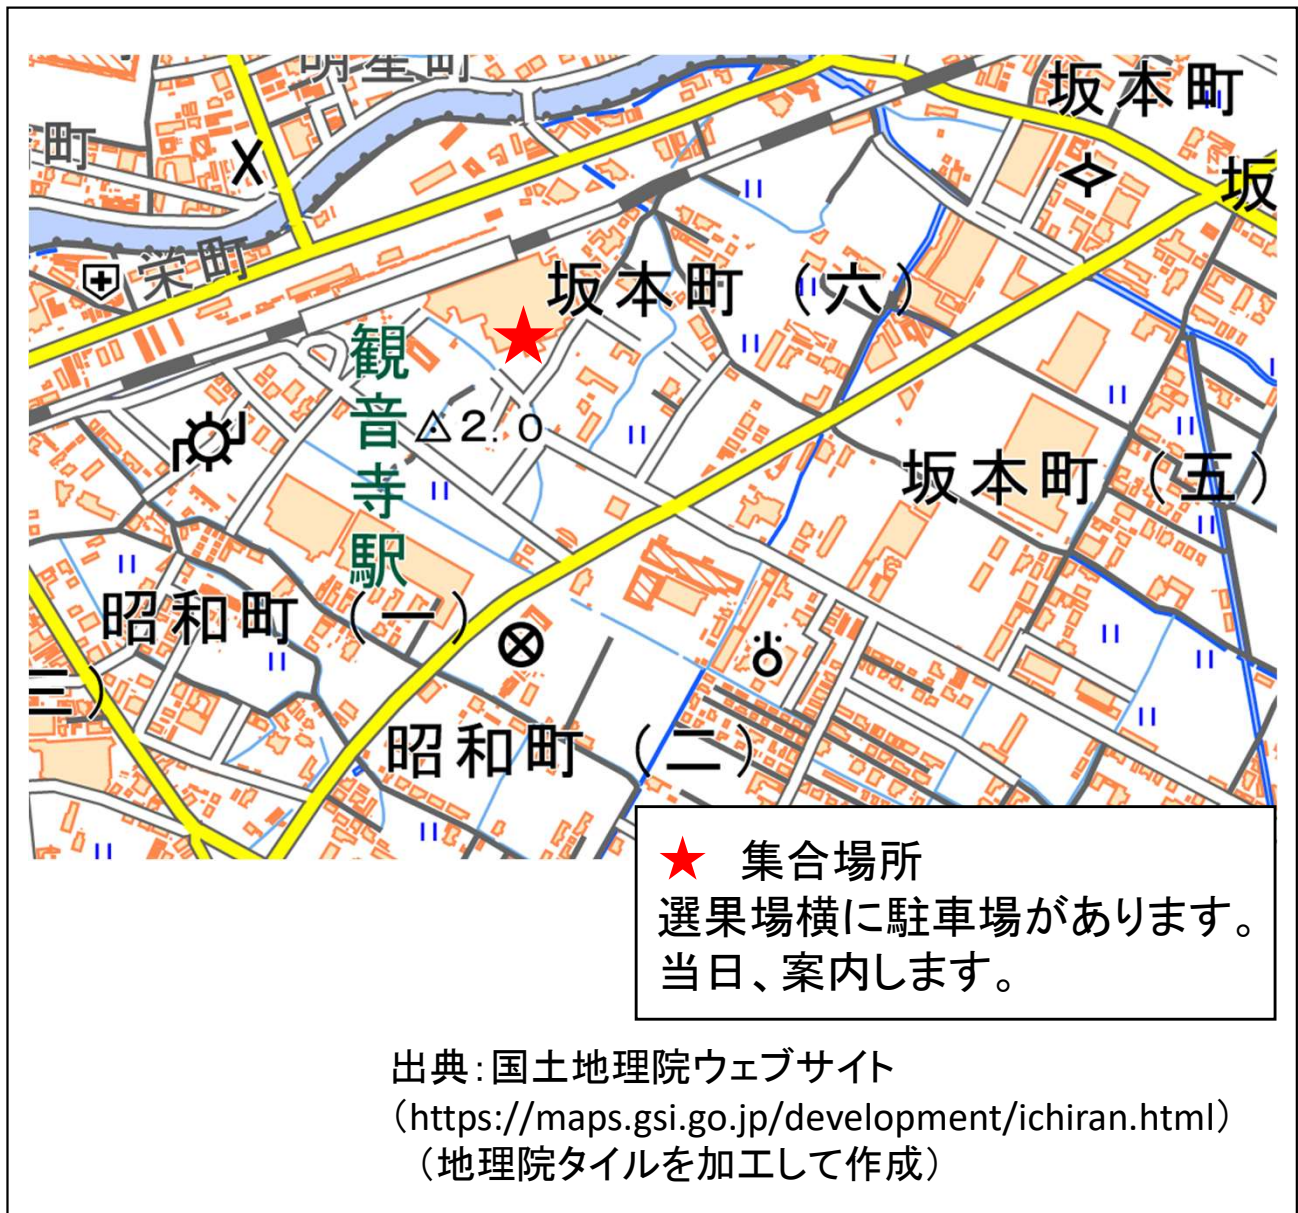 明星町
坂本町
町
坂
栄町
坂本町（六）
観音寺駅
2.0
坂本町（五）
昭和町（一）
三）
昭和町（二）
★ 集合場所
選果場横に駐車場があります。
当日、案内します。
出典：国土地理院ウェブサイト
（https://maps.gsi.go.jp/development/ichiran.html）
（地理院タイルを加工して作成）